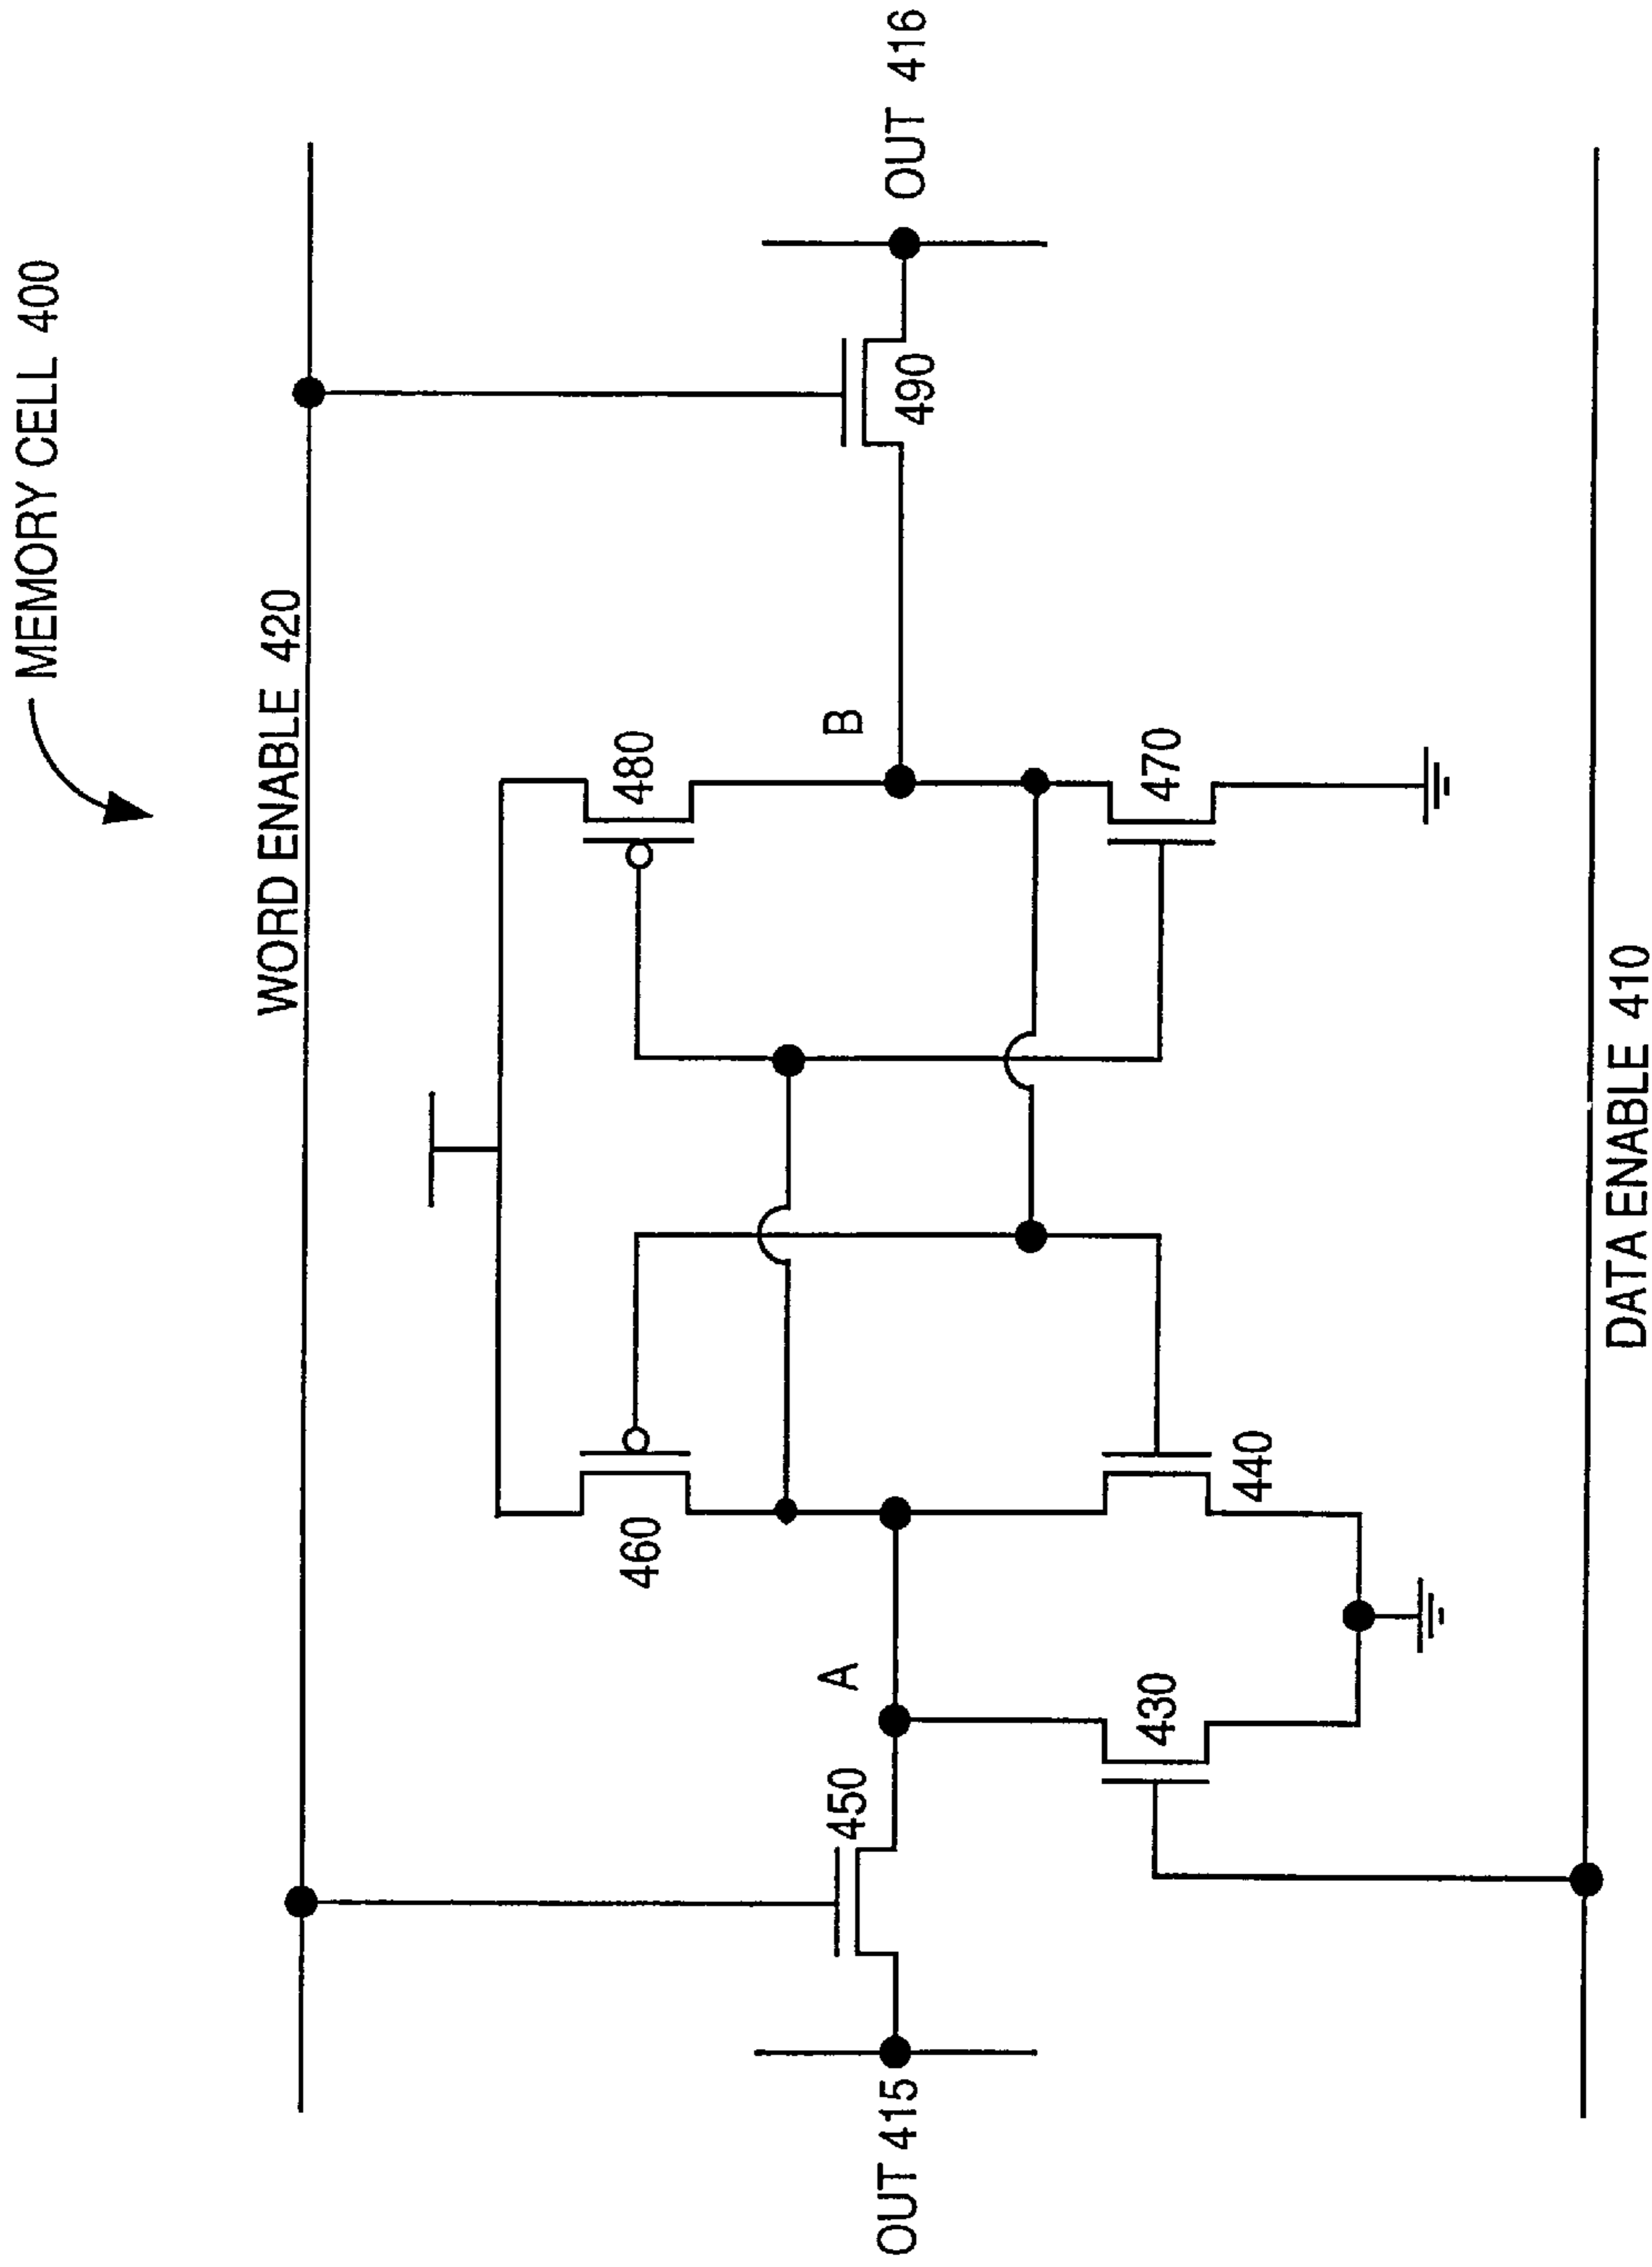 MEMORY CELL 400
WORD ENABLE 420
480
460
B
A
450
490
OUT 415
OUT 416
430
440
470
DATA ENABLE 410